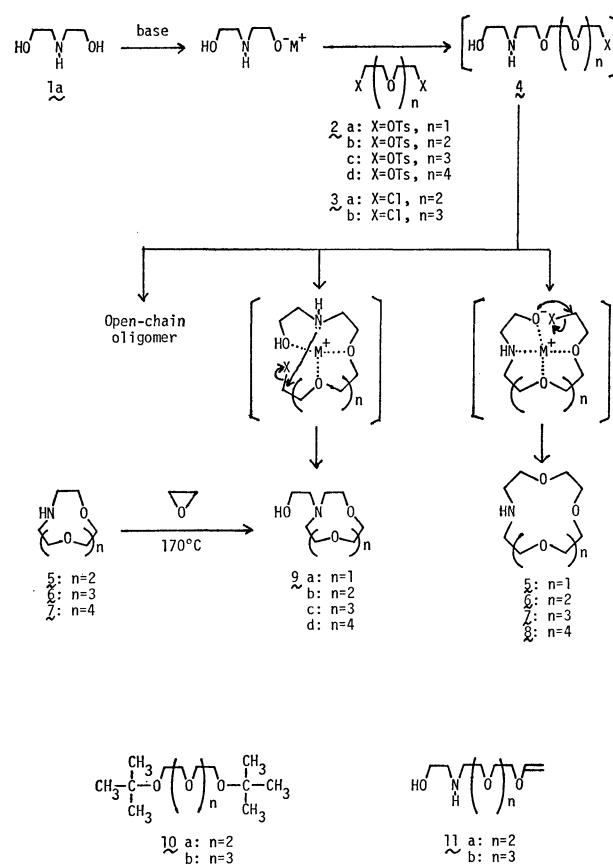 HO N H OH
base
HO N H O⁻M⁺
X ( O ) n X
[ HO N H O ( O ) n X ]
1a
4
2 a: X=OTs, n=1
b: X=OTs, n=2
c: X=OTs, n=3
d: X=OTs, n=4
3 a: X=Cl, n=2
b: X=Cl, n=3
Open-chain
oligomer
H N HO M⁺ O X O n
O⁻ X HN M⁺ O O n
HN O O n
O
170°C
HO N O O n
HN O O O n
5: n=2
6: n=3
7: n=4
9 a: n=1
b: n=2
c: n=3
d: n=4
5: n=1
6: n=2
7: n=3
8: n=4
CH₃ CH₃
CH₃-C-O ( O ) n O-C-CH₃
CH₃ CH₃
HO N H ( O ) n O
10 a: n=2
b: n=3
11 a: n=2
b: n=3